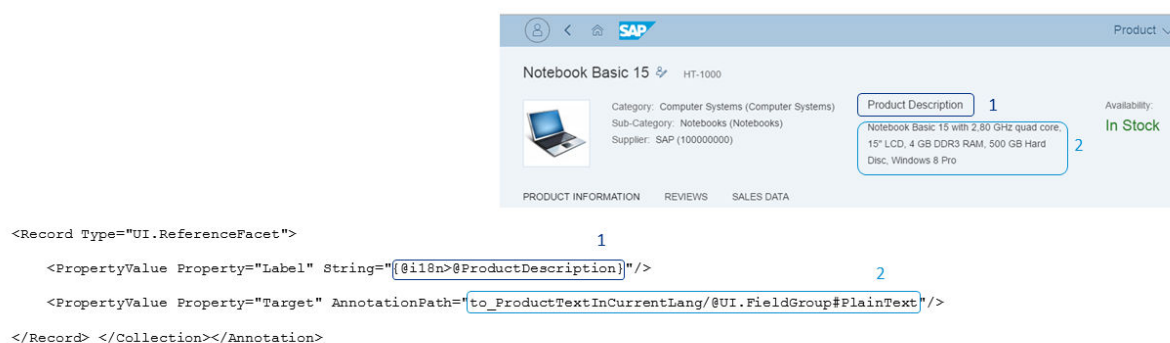 SAP
Product
Notebook Basic 15 HT-1000
Category: Computer Systems (Computer Systems)
Sub-Category: Notebooks (Notebooks)
Supplier: SAP (100000000)
Product Description 1
Notebook Basic 15 with 2,80 GHz quad core,
15" LCD, 4 GB DDR3 RAM, 500 GB Hard
Disc, Windows 8 Pro
2
Availability:
In Stock
PRODUCT INFORMATION REVIEWS SALES DATA
<Record Type="UI.ReferenceFacet">
1
<PropertyValue Property="Label" String="{@i18n>@ProductDescription}"/>
2
<PropertyValue Property="Target" AnnotationPath="to_ProductTextInCurrentLang/@UI.FieldGroup#PlainText"/>
</Record> </Collection></Annotation>